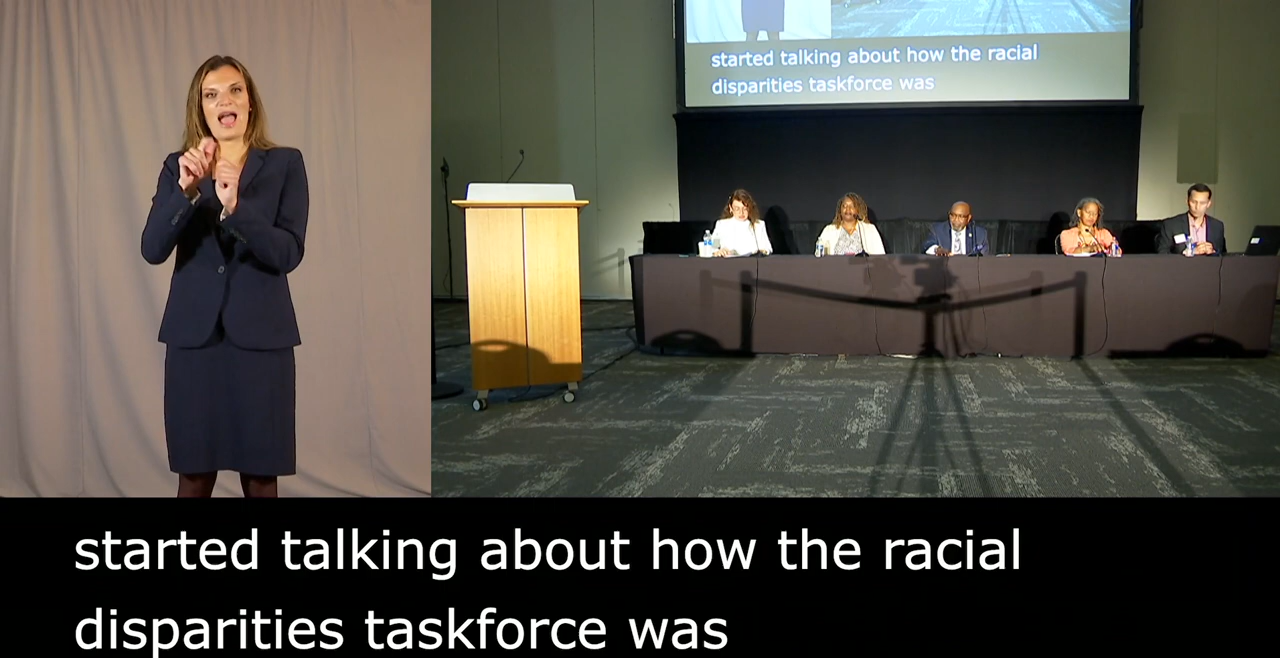 started talking about how the racial
disparities taskforce was
started talking about how the racial
disparities taskforce was